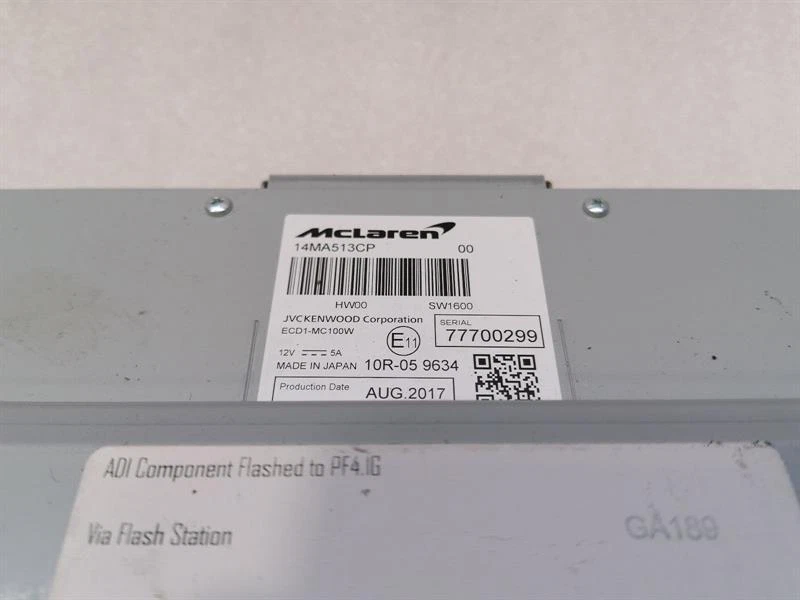 McLaren
14MA513CP 00
HW00 SW1600
JVCKENWOOD Corporation
ECD1-MC100W
SERIAL
77700299
E11
12V 5A
MADE IN JAPAN 10R-05 9634
Production Date AUG.2017
ADI Component Flashed to PF4.1G
Via Flash Station
GA189